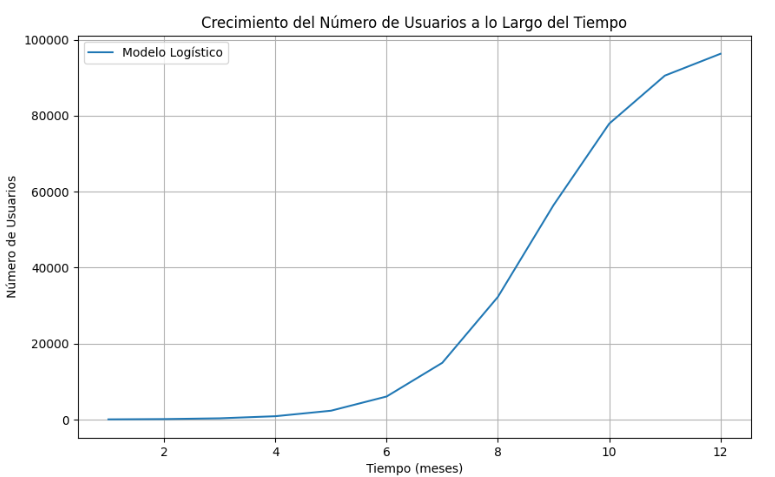 Crecimiento del Número de Usuarios a lo Largo del Tiempo
Modelo Logístico
Número de Usuarios
100000
80000
60000
40000
20000
0
2 4 6 8 10 12
Tiempo (meses)